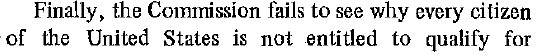 Finally, the Commission fails to see why every citizen
of the United States is not entitled to qualify for